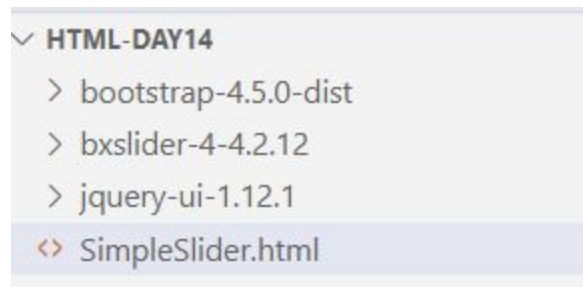 HTML-DAY14
bootstrap-4.5.0-dist
bxslider-4-4.2.12
jquery-ui-1.12.1
SimpleSlider.html